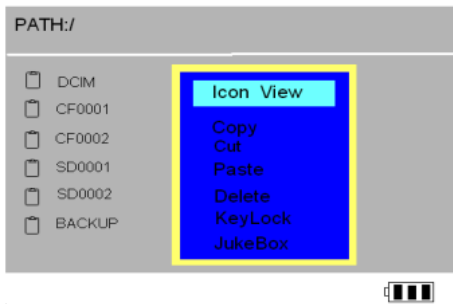 PATH:/
DCIM
CF0001
CF0002
SD0001
SD0002
BACKUP
Icon View
Copy
Cut
Paste
Delete
KeyLock
JukeBox